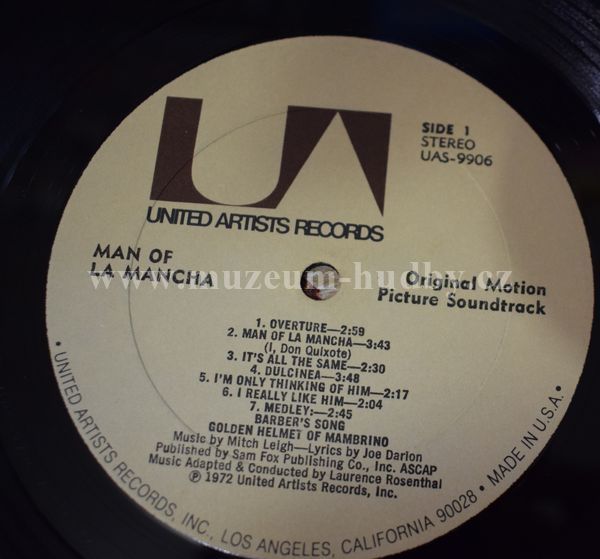 UA
UNITED ARTISTS RECORDS
SIDE 1
STEREO
UAS-9906
MAN OF
LA MANCHA
Original Motion
Picture Soundtrack
www.muzeum-hudby.cz
1. OVERTURE—2:59
2. MAN OF LA MANCHA—3:43
(I, Don Quixote)
3. IT'S ALL THE SAME—2:30
4. DULCINEA—3:48
5. I'M ONLY THINKING OF HIM—2:17
6. I REALLY LIKE HIM—2:04
7. MEDLEY:—2:45
BARBER'S SONG
GOLDEN HELMET OF MAMBRINO
Music by Mitch Leigh—Lyrics by Joe Darion
Published by Sam Fox Publishing Co., Inc. ASCAP
Music Adapted & Conducted by Laurence Rosenthal
℗ 1972 United Artists Records, Inc.
• UNITED ARTISTS RECORDS, INC., LOS ANGELES, CALIFORNIA 90028 • MADE IN U.S.A. •